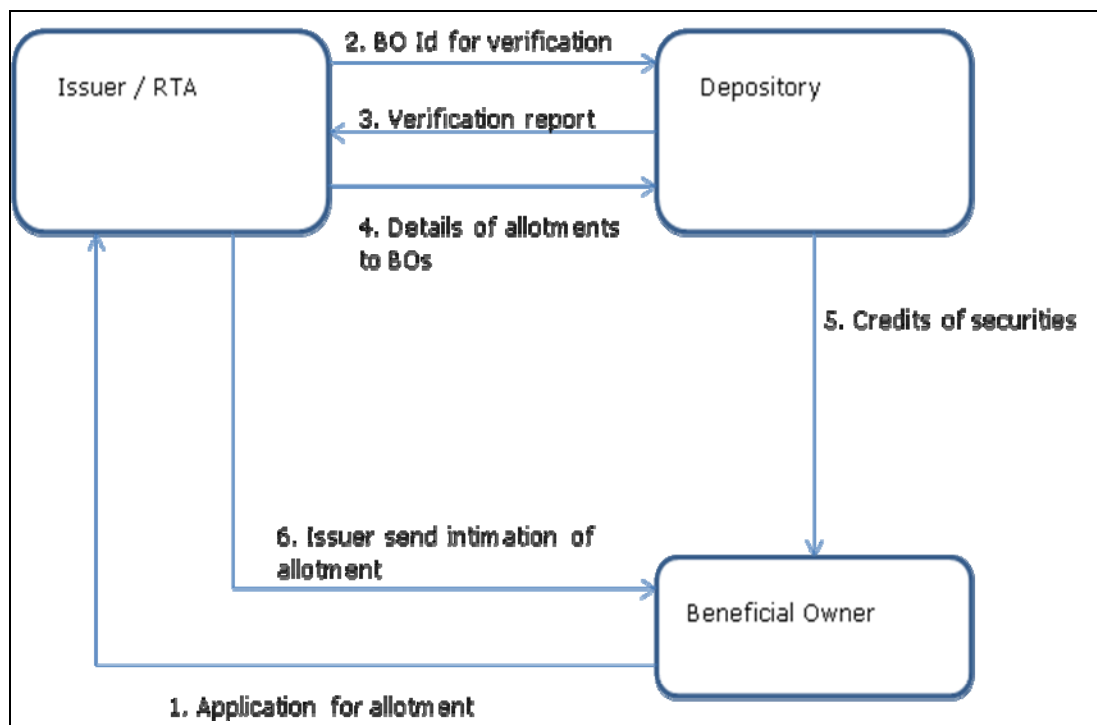 2. BO Id for verification
Issuer / RTA
Depository
3. Verification report
4. Details of allotments
to BOs
5. Credits of securities
6. Issuer send intimation of
allotment
Beneficial Owner
1. Application for allotment